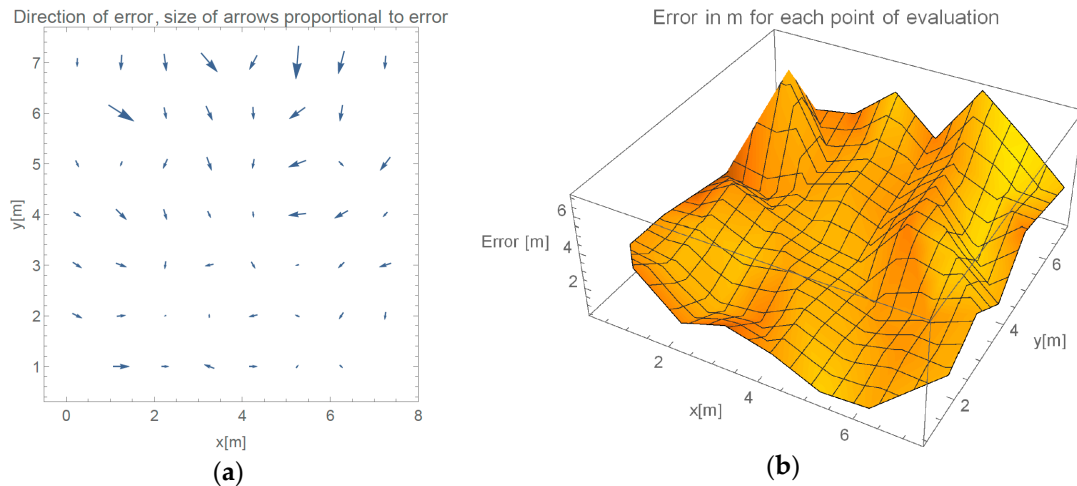 Direction of error, size of arrows proportional to error
7
6
5
4
3
2
1
y[m]
0 2 4 6 8
x[m]
(a)
Error in m for each point of evaluation
6
4
2
Error [m]
2
4
6
x[m]
2
4
6
y[m]
(b)